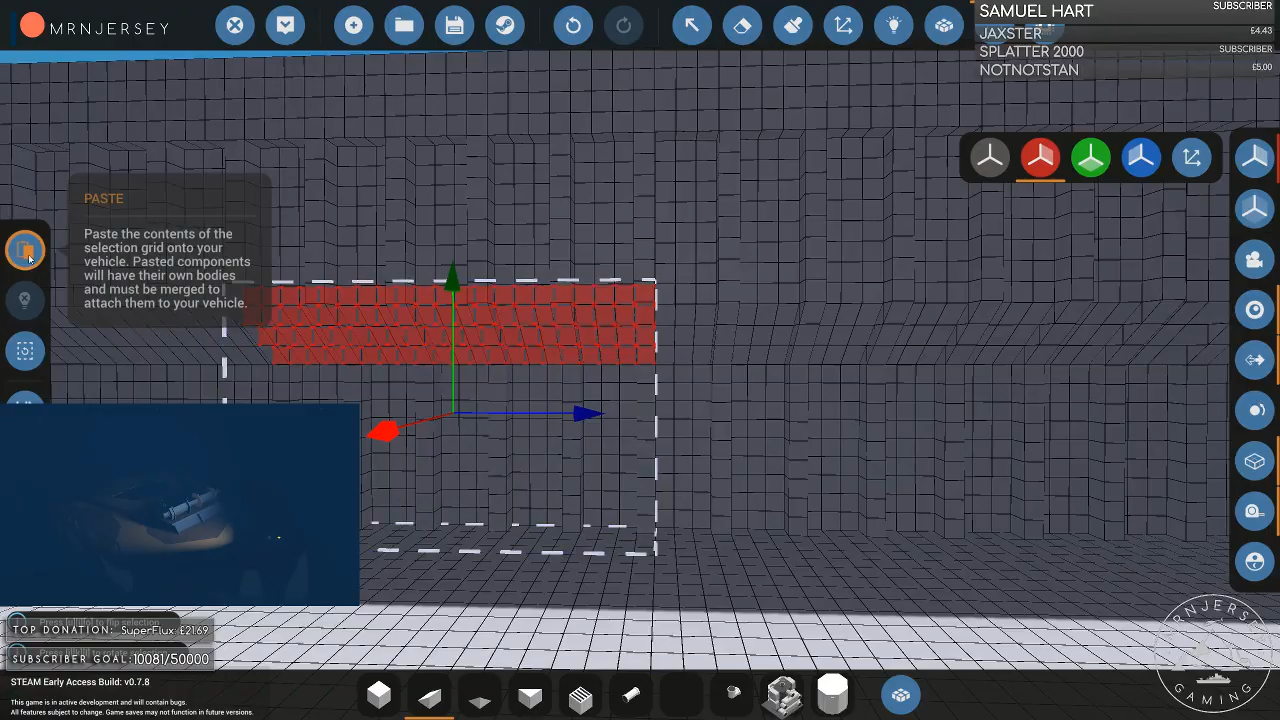 MRNJERSEY
SAMUEL HART SUBSCRIBER
JAXSTER £4.43
SPLATTER 2000 SUBSCRIBER
NOTNOTSTAN £5.00
PASTE
Paste the contents of the
selection grid onto your
vehicle. Pasted components
will have their own bodies
and must be merged to
attach them to your vehicle.
TOP DONATION: SuperFlux: £2169
SUBSCRIBER GOAL: 10081/50000
STEAM Early Access Build: v0.7.8
This game is in active development and will contain bugs.
All features subject to change. Game saves may not function in future versions.
MRNJERSEY
GAMING